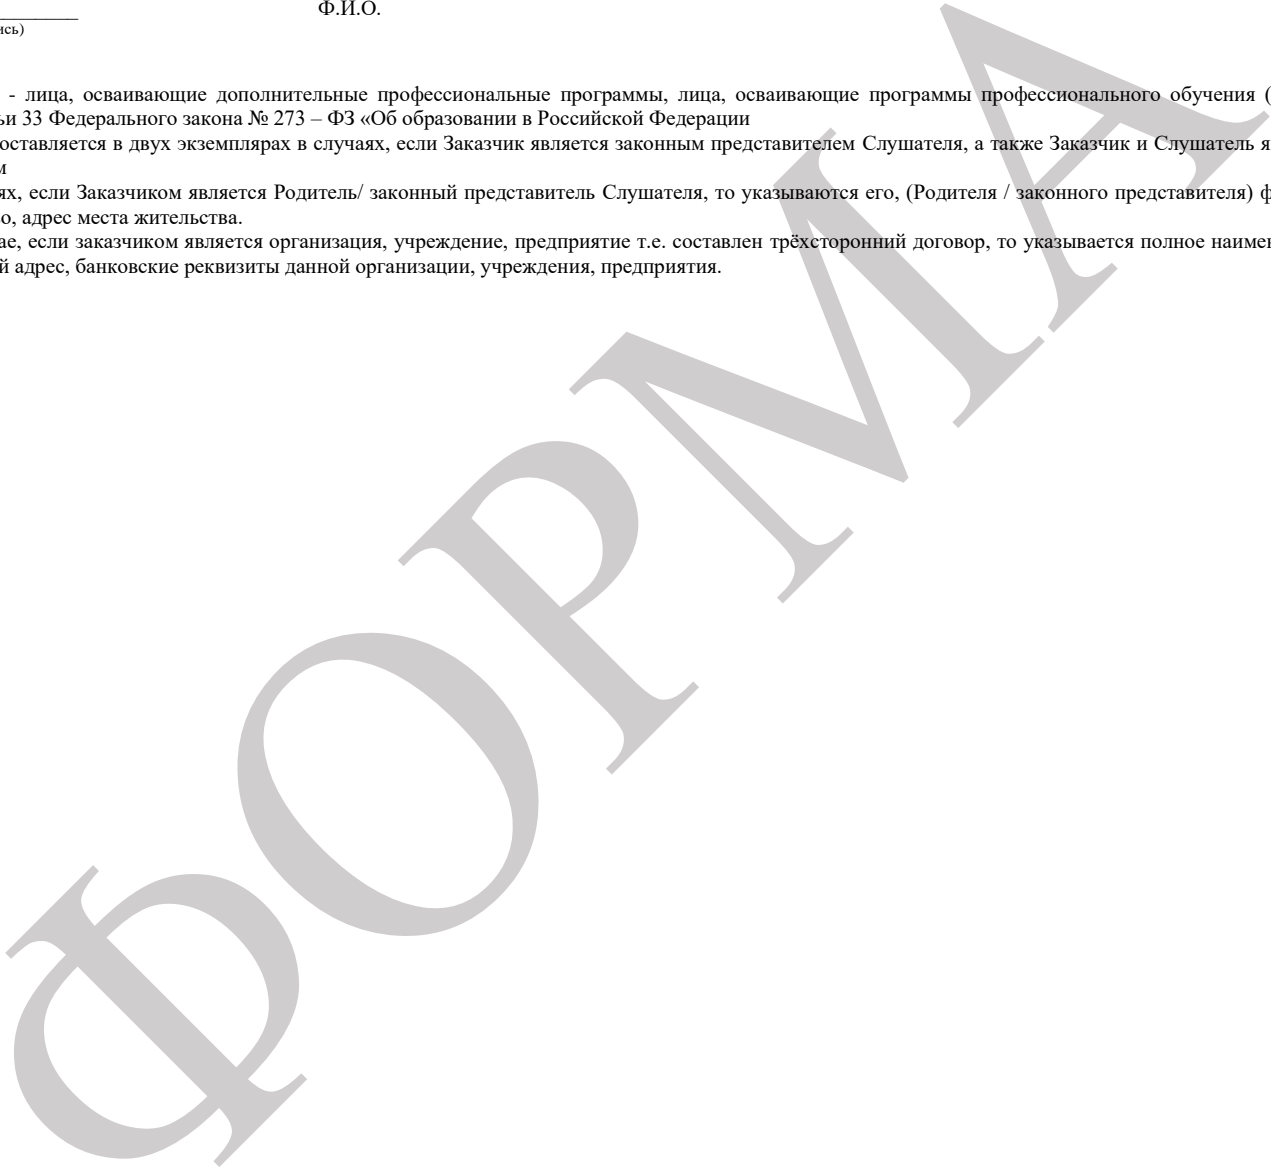 Ф.И.О.
ись)
- лица, осваивающие дополнительные профессиональные программы, лица, осваивающие программы профессионального обучения (
ьи 33 Федерального закона № 273 – ФЗ «Об образовании в Российской Федерации
оставляется в двух экземплярах в случаях, если Заказчик является законным представителем Слушателя, а также Заказчик и Слушатель я
м
ях, если Заказчиком является Родитель/ законный представитель Слушателя, то указываются его, (Родителя / законного представителя) ф
о, адрес места жительства.
ае, если заказчиком является организация, учреждение, предприятие т.е. составлен трёхсторонний договор, то указывается полное наимен
й адрес, банковские реквизиты данной организации, учреждения, предприятия.
ФОРМА